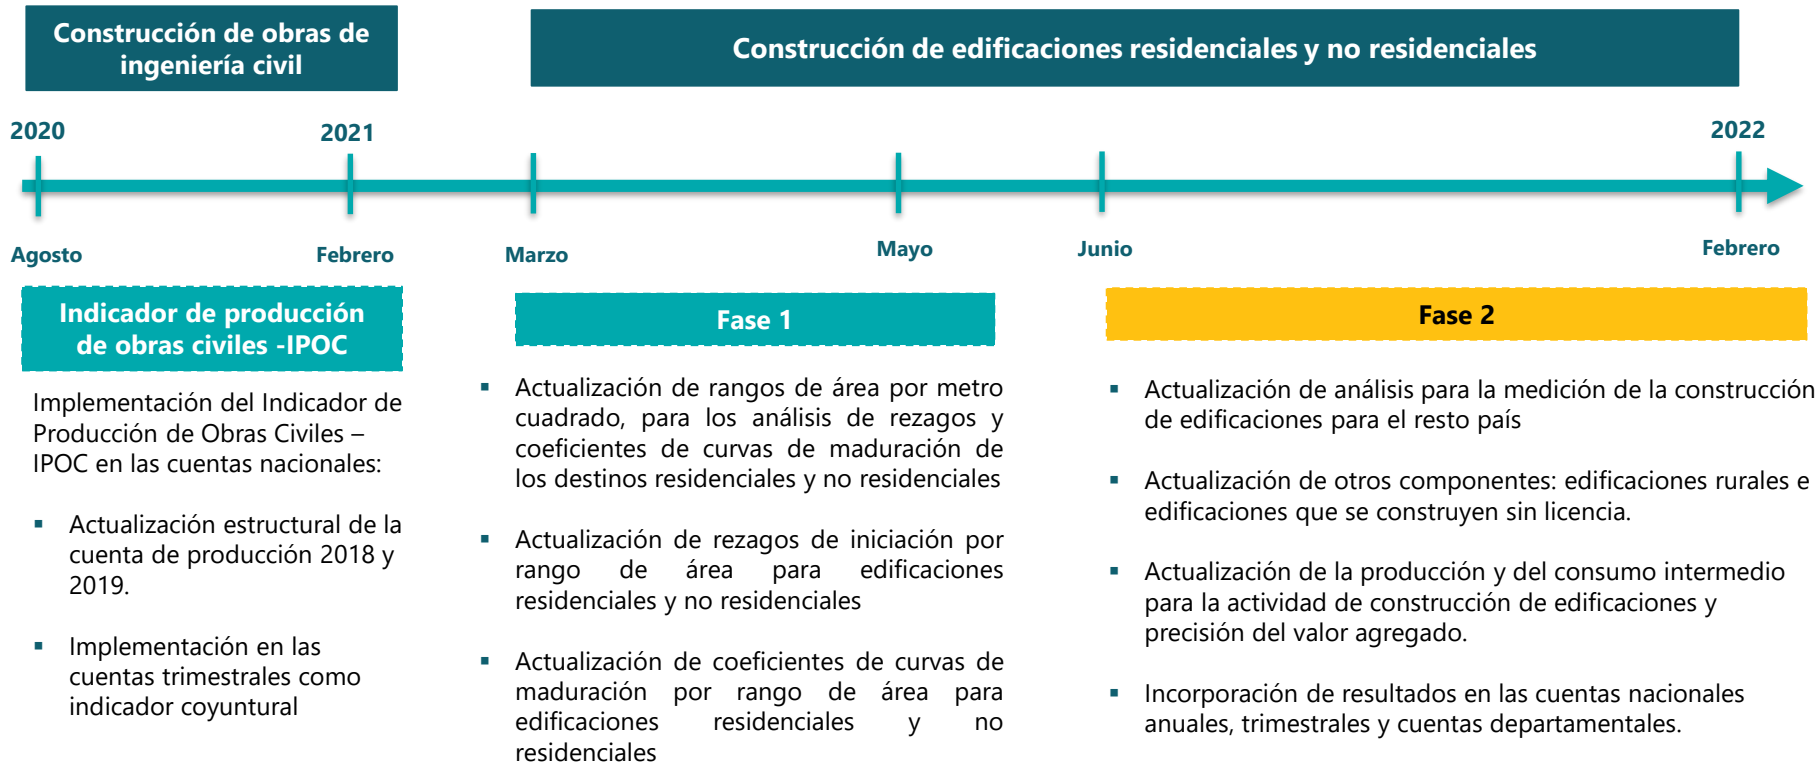 Construcción de obras de
ingeniería civil
Construcción de edificaciones residenciales y no residenciales
2020
2021
2022
Agosto
Febrero
Marzo
Mayo
Junio
Febrero
Indicador de producción
de obras civiles -IPOC
Implementación del Indicador de
Producción de Obras Civiles –
IPOC en las cuentas nacionales:
▪ Actualización estructural de la
cuenta de producción 2018 y
2019.
▪ Implementación en las
cuentas trimestrales como
indicador coyuntural
Fase 1
▪ Actualización de rangos de área por metro
cuadrado, para los análisis de rezagos y
coeficientes de curvas de maduración de
los destinos residenciales y no residenciales
▪ Actualización de rezagos de iniciación por
rango de área para edificaciones
residenciales y no residenciales
▪ Actualización de coeficientes de curvas de
maduración por rango de área para
edificaciones residenciales y no
residenciales
Fase 2
▪ Actualización de análisis para la medición de la construcción
de edificaciones para el resto país
▪ Actualización de otros componentes: edificaciones rurales e
edificaciones que se construyen sin licencia.
▪ Actualización de la producción y del consumo intermedio
para la actividad de construcción de edificaciones y
precisión del valor agregado.
▪ Incorporación de resultados en las cuentas nacionales
anuales, trimestrales y cuentas departamentales.